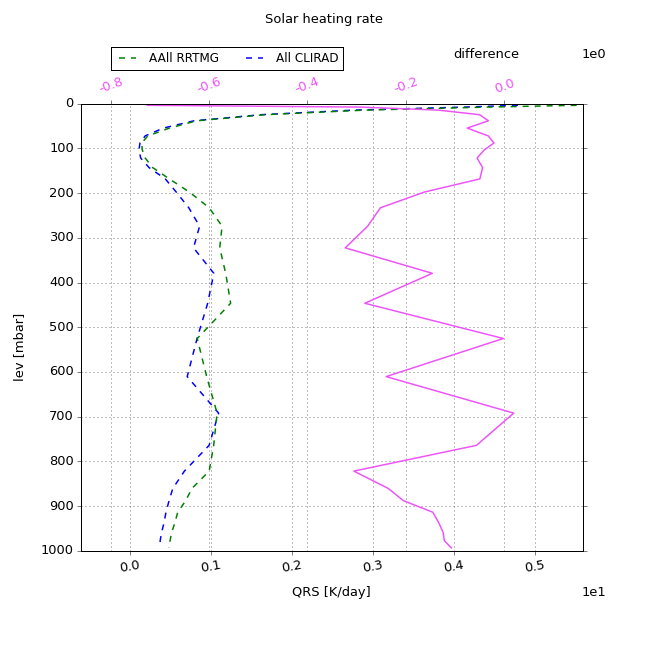 Solar heating rate
AAll RRTMG All CLIRAD
difference 1e0
-0.8 -0.6 -0.4 -0.2 0.0
0
100
200
300
400
500
600
700
800
900
1000
lev [mbar]
0.0 0.1 0.2 0.3 0.4 0.5
QRS [K/day] 1e1